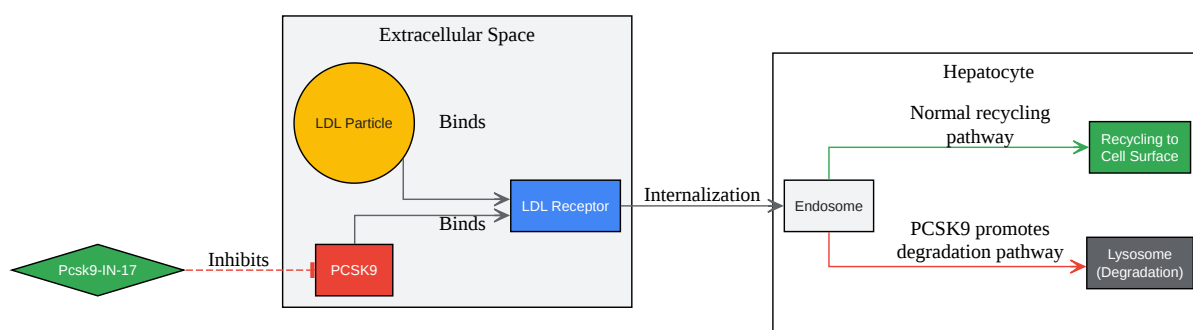 Extracellular Space
LDL Particle
Binds
LDL Receptor
Binds
PCSK9
Pcsk9-IN-17
Inhibits
Internalization
Hepatocyte
Endosome
Normal recycling
pathway
Recycling to
Cell Surface
PCSK9 promotes
degradation pathway
Lysosome
(Degradation)